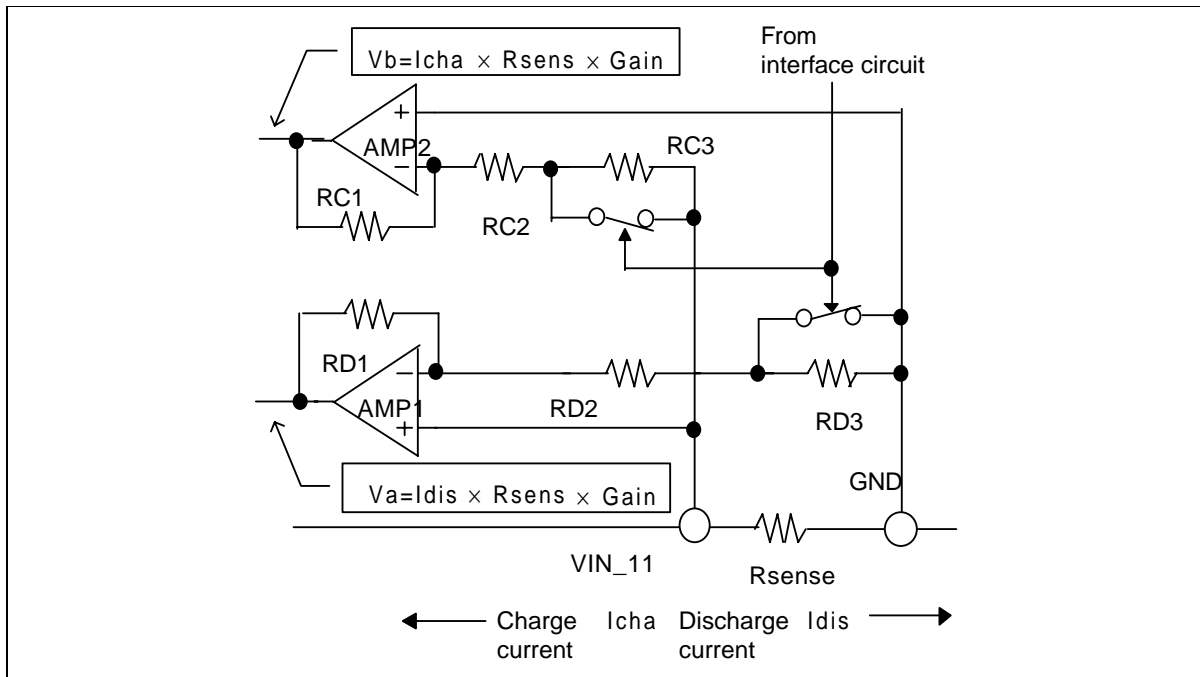 From
interface circuit
Vb=Icha × Rsens × Gain
+
AMP2
−
RC3
RC1
RC2
RD1
−
AMP1
+
RD2
RD3
GND
Va=Idis × Rsens × Gain
VIN_11
Rsense
Charge current Icha
Discharge current Idis